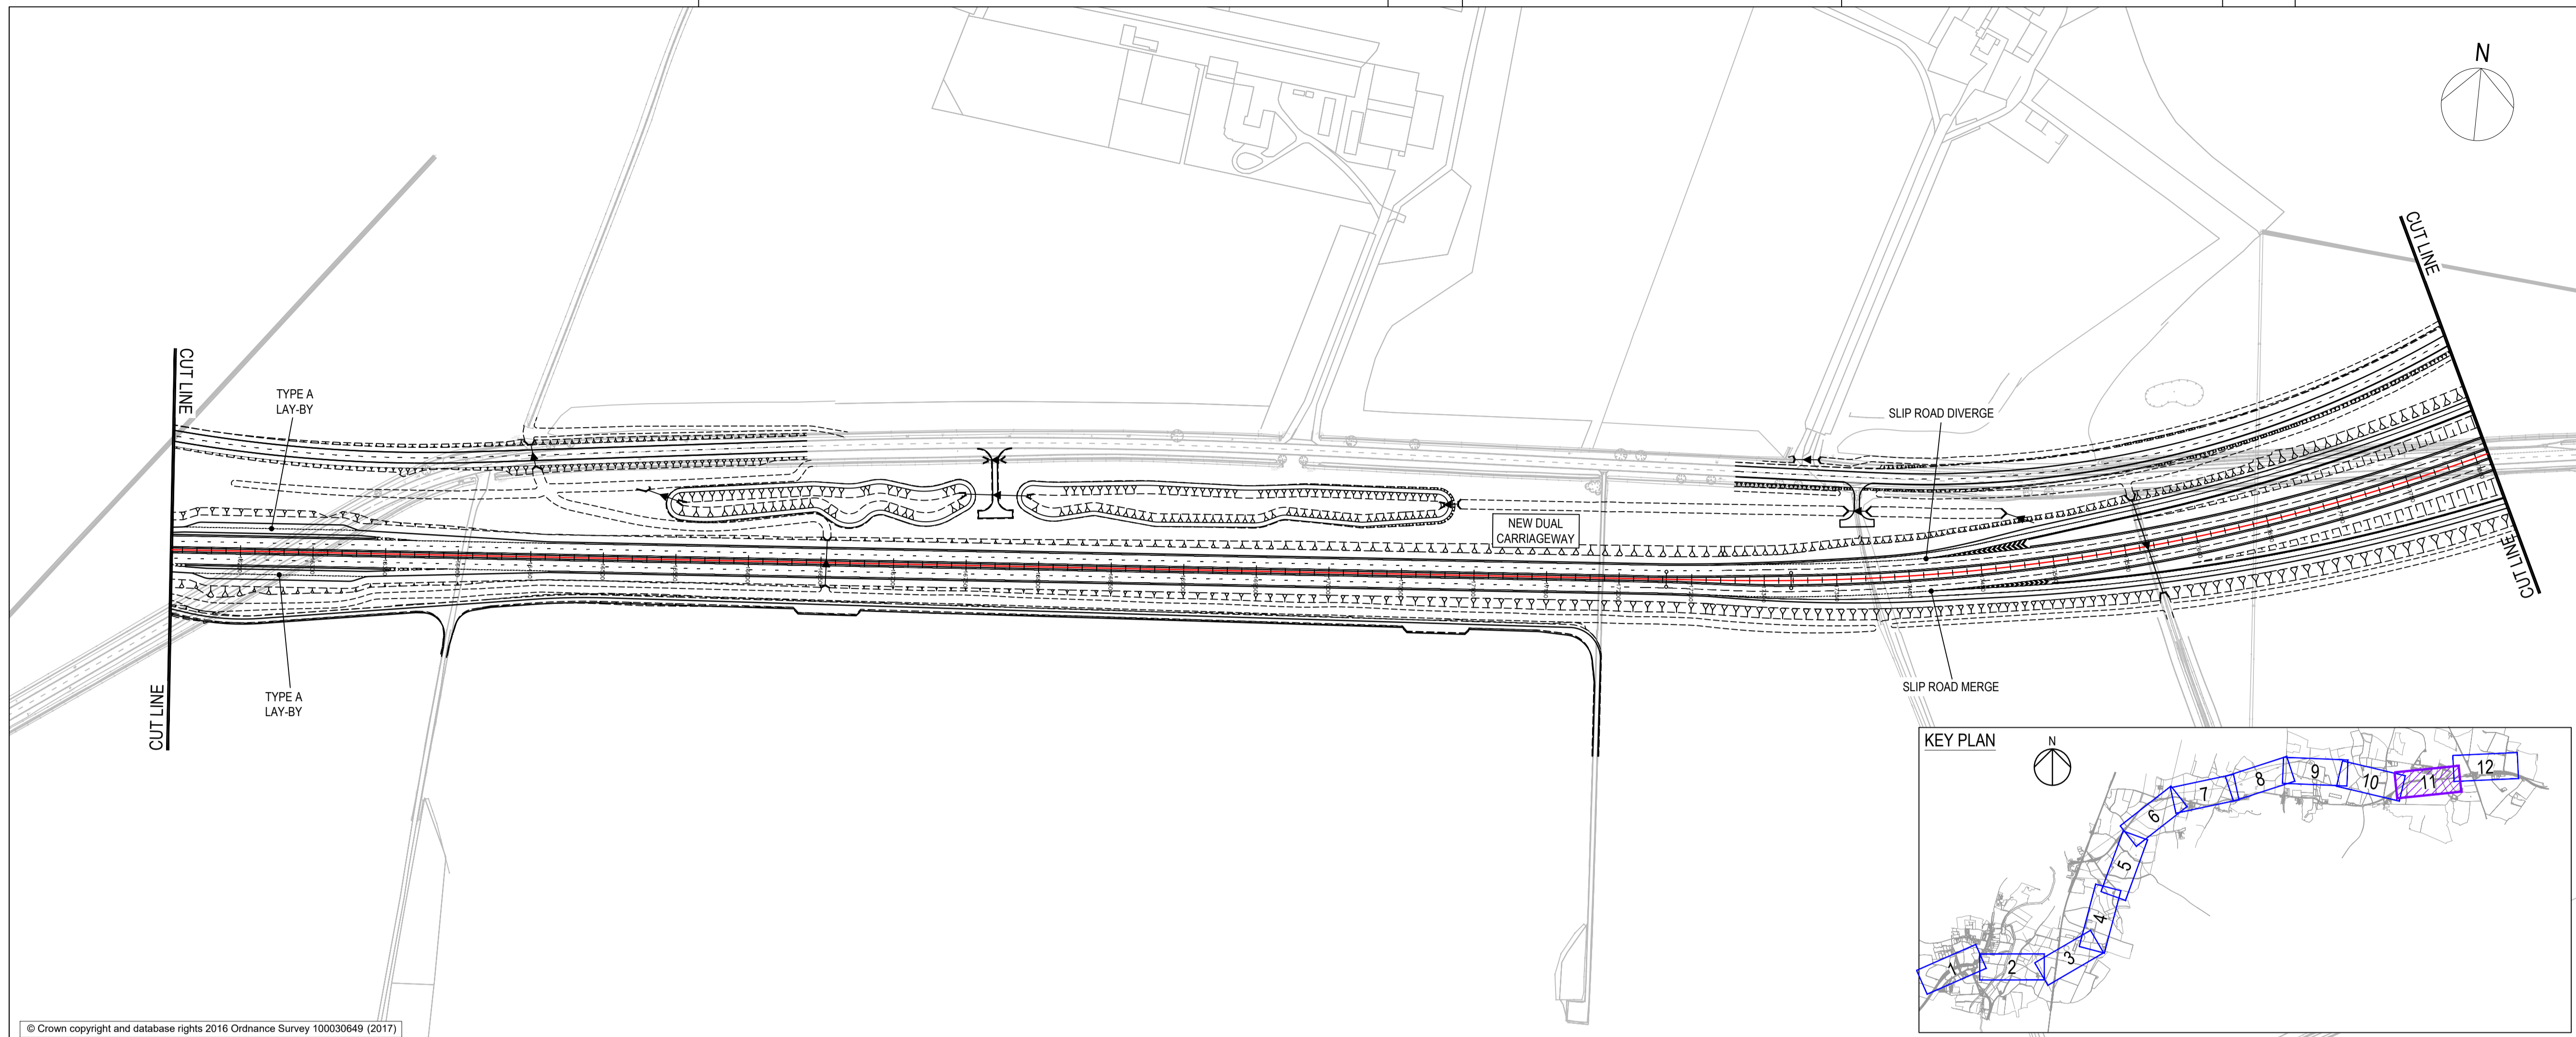 N
CUT LINE
CUT LINE
TYPE A
LAY-BY
SLIP ROAD DIVERGE
NEW DUAL
CARRIAGEWAY
TYPE A
LAY-BY
CUT LINE
SLIP ROAD MERGE
CUT LINE
KEY PLAN
N
1
2
3
4
5
6
7
8
9
10
11
12
© Crown copyright and database rights 2016 Ordnance Survey 100030649 (2017)